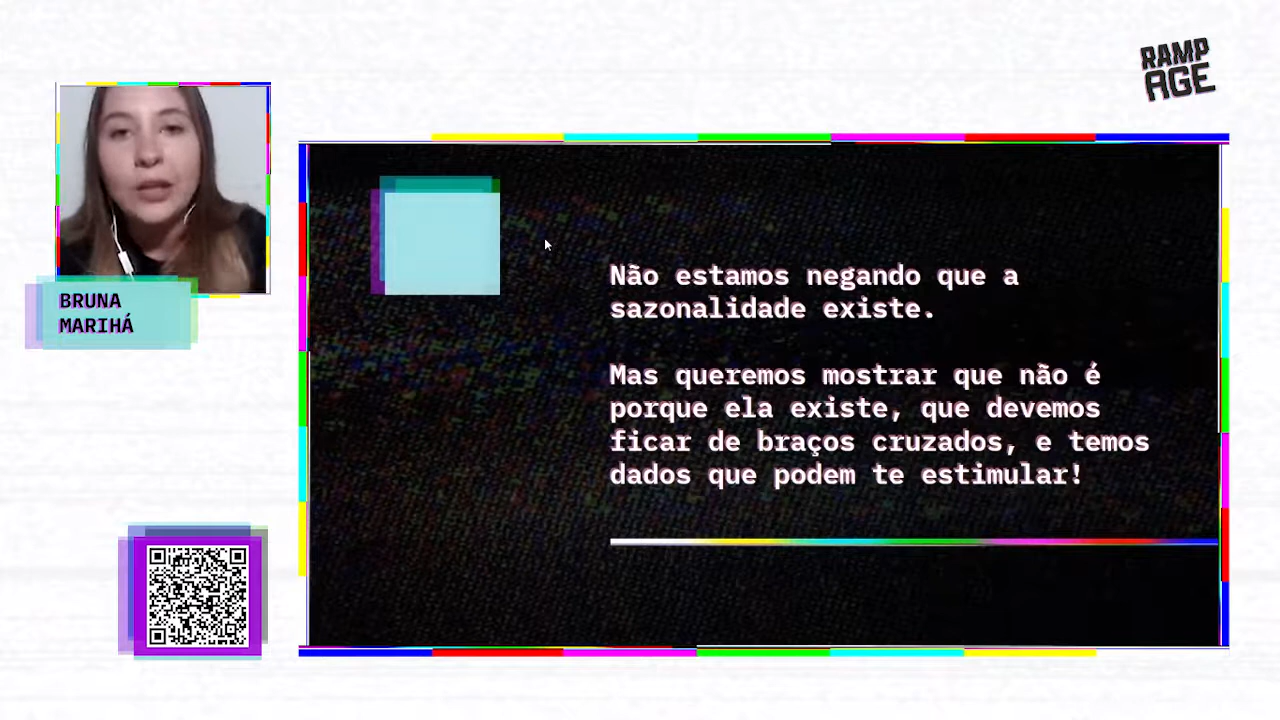 RAMP
AGE
BRUNA
MARIHÁ
Não estamos negando que a
sazonalidade existe.
Mas queremos mostrar que não é
porque ela existe, que devemos
ficar de braços cruzados, e temos
dados que podem te estimular!